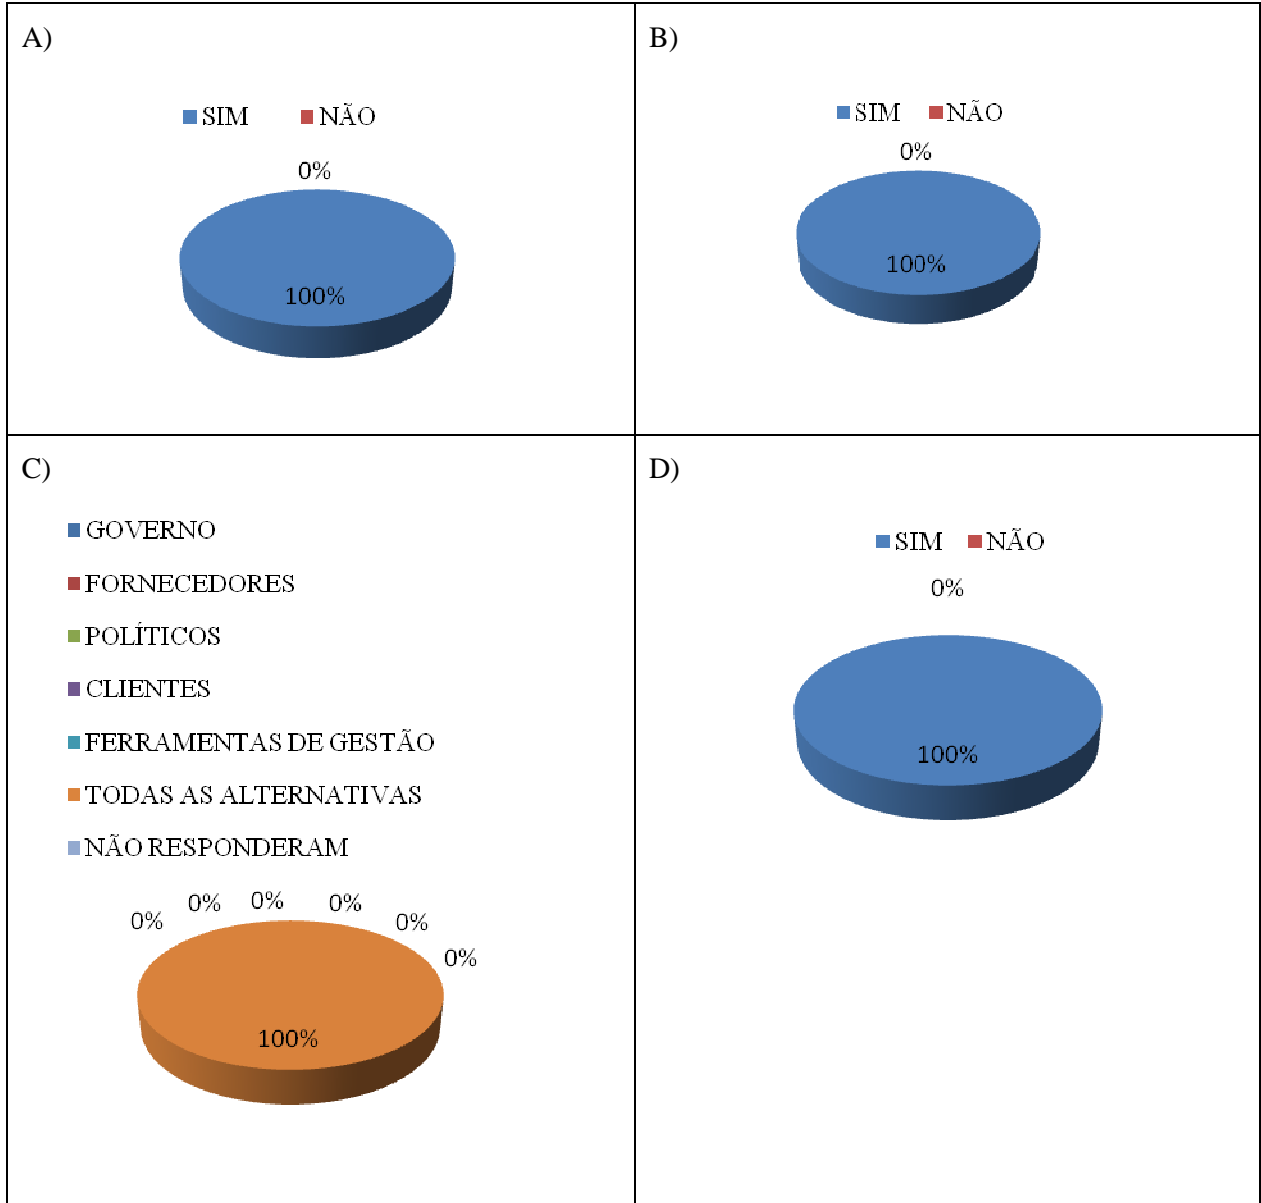 A)
SIM NÃO
0%
100%
B)
SIM NÃO
0%
100%
C)
GOVERNO
FORNECEDORES
POLÍTICOS
CLIENTES
FERRAMENTAS DE GESTÃO
TODAS AS ALTERNATIVAS
NÃO RESPONDERAM
0% 0% 0% 0% 0% 0%
100%
D)
SIM NÃO
0%
100%